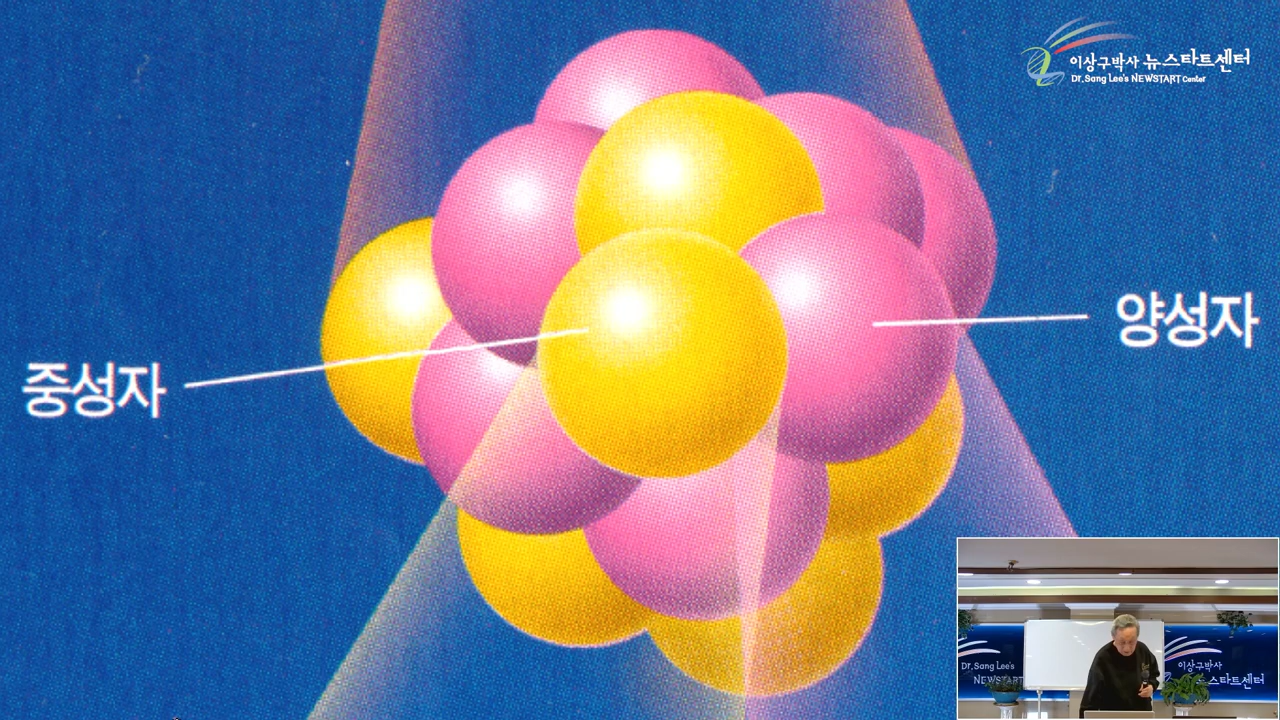 이상구박사 뉴스타트센터
Dr. Sang Lee's NEWSTART Center
양성자
중성자
Dr. Sang Lee's
NEWSTART
이상구박사
뉴스타트센터